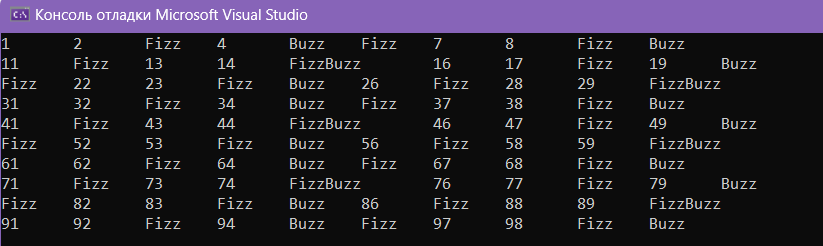 Консоль отладки Microsoft Visual Studio
1 2 Fizz 4 Buzz Fizz 7 8 Fizz Buzz
11 Fizz 13 14 FizzBuzz 16 17 Fizz 19 Buzz
Fizz 22 23 Fizz Buzz 26 Fizz 28 29 FizzBuzz
31 32 Fizz 34 Buzz Fizz 37 38 Fizz Buzz
41 Fizz 43 44 FizzBuzz 46 47 Fizz 49 Buzz
Fizz 52 53 Fizz Buzz 56 Fizz 58 59 FizzBuzz
61 62 Fizz 64 Buzz Fizz 67 68 Fizz Buzz
71 Fizz 73 74 FizzBuzz 76 77 Fizz 79 Buzz
Fizz 82 83 Fizz Buzz 86 Fizz 88 89 FizzBuzz
91 92 Fizz 94 Buzz Fizz 97 98 Fizz Buzz